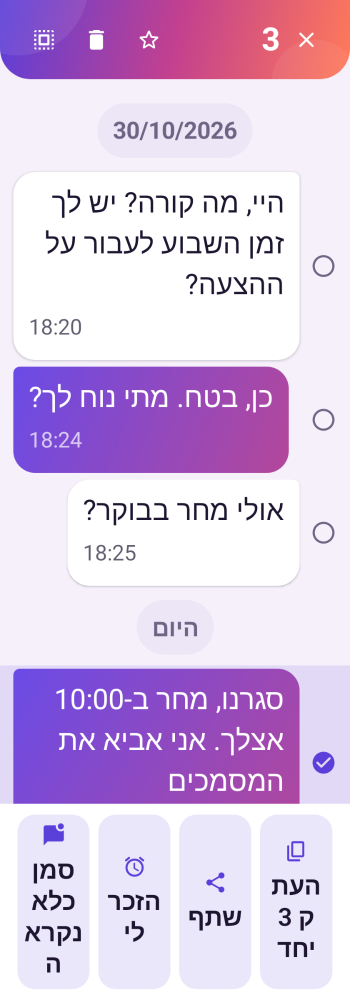 3
30/10/2026
היי, מה קורה? יש לך
זמן השבוע לעבור על
ההצעה?
18:20
כן, בטח. מתי נוח לך?
18:24
אולי מחר בבוקר?
18:25
היום
סגרנו, מחר ב-10:00
אצלך. אני אביא את
המסמכים
העת
ק 3
יחד
שתף
הזכר
לי
סמן
כלא
נקרא
ה